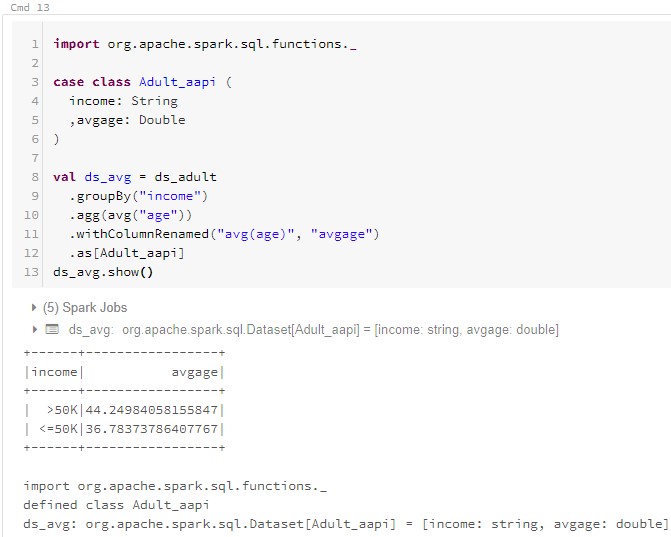 Cmd 13
1 import org.apache.spark.sql.functions._
2
3 case class Adult_aapi (
4   income: String
5   ,avgage: Double
6 )
7
8 val ds_avg = ds_adult
9   .groupBy("income")
10   .agg(avg("age"))
11   .withColumnRenamed("avg(age)", "avgage")
12   .as[Adult_aapi]
13 ds_avg.show()
(5) Spark Jobs
ds_avg: org.apache.spark.sql.Dataset[Adult_aapi] = [income: string, avgage: double]
+------+-----------------+
|income|           avgage|
+------+-----------------+
|  >50K|44.24984058155847|
| <=50K|36.78373786407767|
+------+-----------------+
import org.apache.spark.sql.functions._
defined class Adult_aapi
ds_avg: org.apache.spark.sql.Dataset[Adult_aapi] = [income: string, avgage: double]